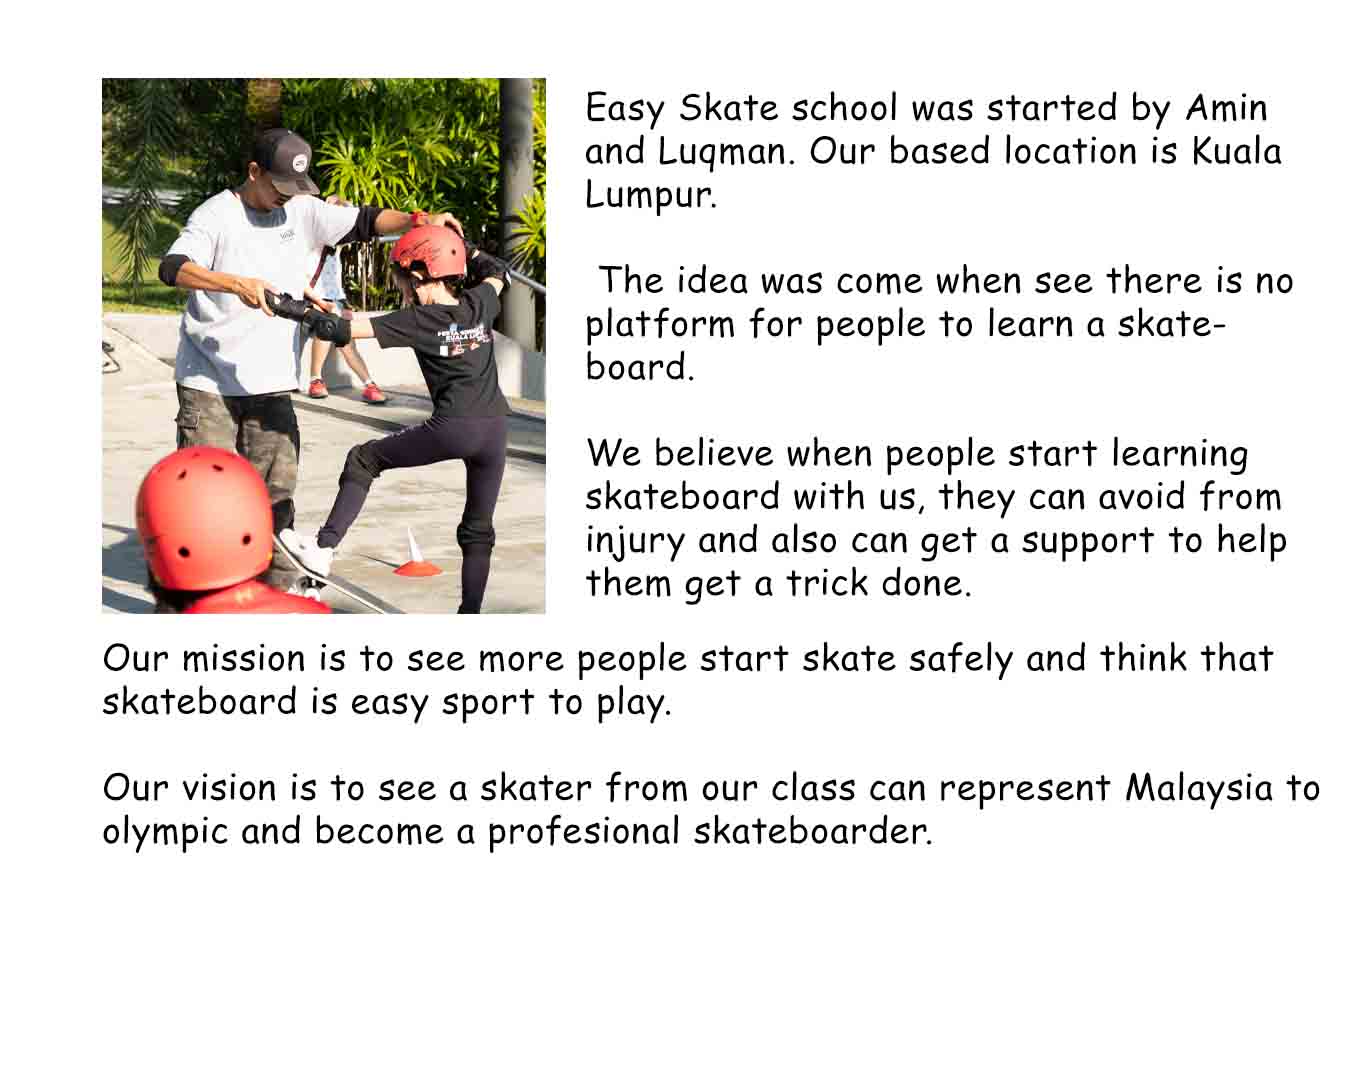 Easy Skate school was started by Amin
and Luqman. Our based location is Kuala
Lumpur.
The idea was come when see there is no
platform for people to learn a skate-
board.
We believe when people start learning
skateboard with us, they can avoid from
injury and also can get a support to help
them get a trick done.
Our mission is to see more people start skate safely and think that
skateboard is easy sport to play.
Our vision is to see a skater from our class can represent Malaysia to
olympic and become a profesional skateboarder.